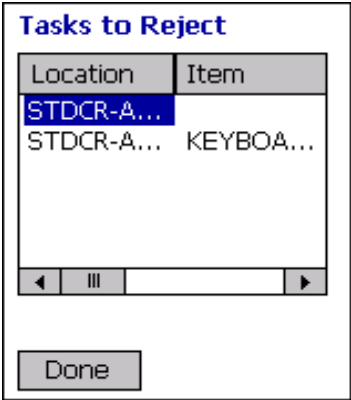 Tasks to Reject
Location Item
STDCR-A...
STDCR-A... KEYBOA...
Done